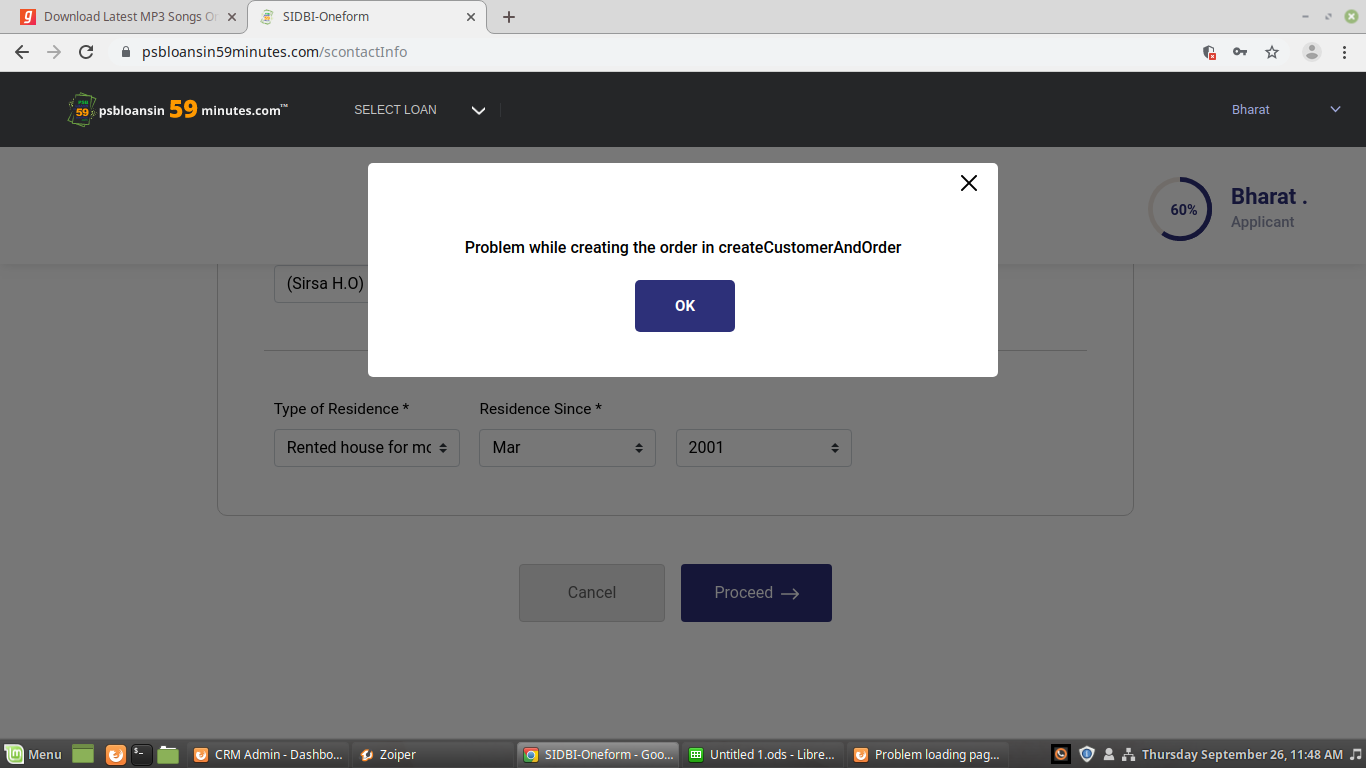 Download Latest MP3 Songs O
SIDBI-Oneform
psbloansin59minutes.com/scontactInfo
PSB
59
psbloansin 59 minutes.com™
SELECT LOAN
Bharat
60%
Bharat .
Applicant
Problem while creating the order in createCustomerAndOrder
OK
(Sirsa H.O)
Type of Residence *
Residence Since *
Rented house for mo
Mar
2001
Cancel
Proceed
Menu
CRM Admin - Dashbo...
Zoiper
SIDBI-Oneform - Goo...
Untitled 1.ods - Libre...
Problem loading pag...
Thursday September 26, 11:48 AM